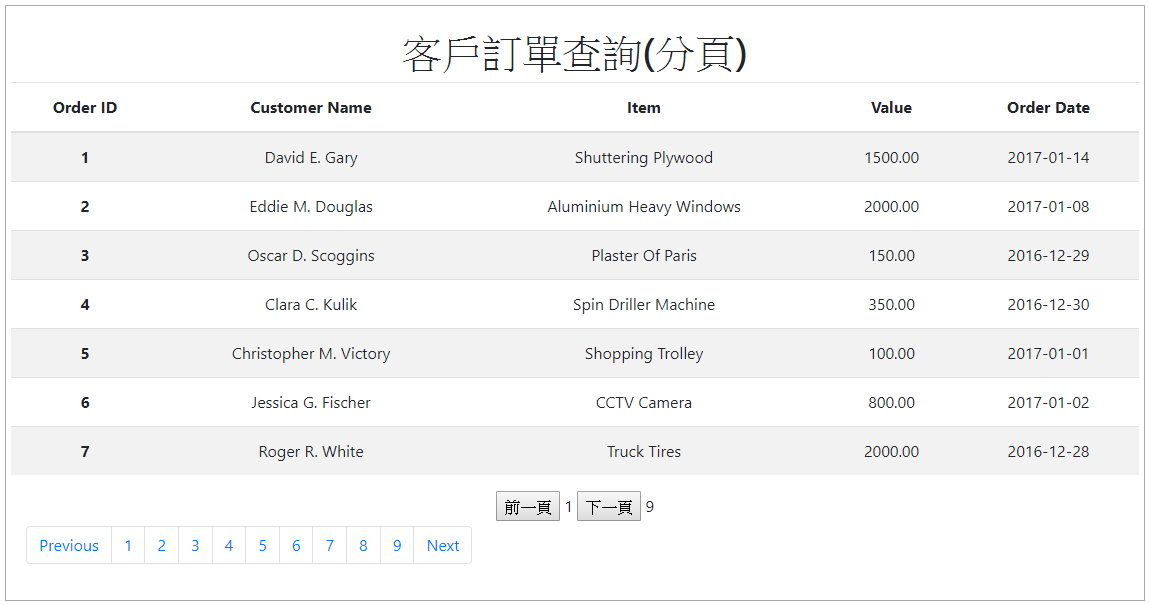 客戶訂單查詢(分頁)
Order ID Customer Name Item Value Order Date
1 David E. Gary Shuttering Plywood 1500.00 2017-01-14
2 Eddie M. Douglas Aluminium Heavy Windows 2000.00 2017-01-08
3 Oscar D. Scoggins Plaster Of Paris 150.00 2016-12-29
4 Clara C. Kulik Spin Driller Machine 350.00 2016-12-30
5 Christopher M. Victory Shopping Trolley 100.00 2017-01-01
6 Jessica G. Fischer CCTV Camera 800.00 2017-01-02
7 Roger R. White Truck Tires 2000.00 2016-12-28
前一頁 1 下一頁 9
Previous 1 2 3 4 5 6 7 8 9 Next